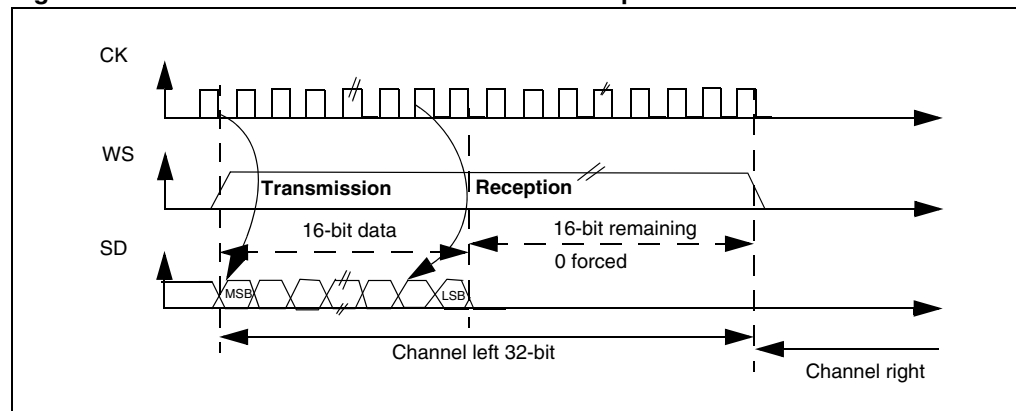 CK
WS
Transmission Reception
16-bit data 16-bit remaining
0 forced
SD
MSB LSB
Channel left 32-bit
Channel right